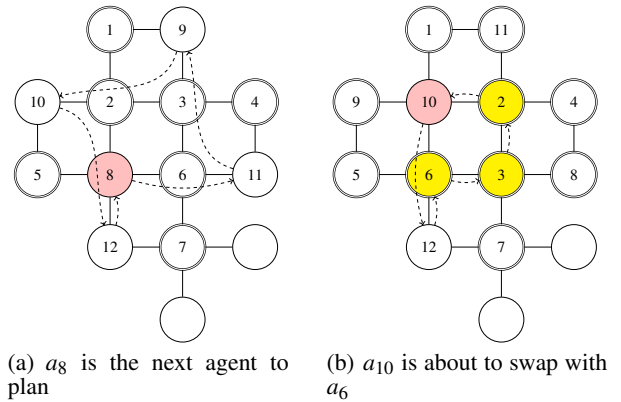 1 9
10 2 3 4
5 8 6 11
12 7
1 11
9 10 2 4
5 6 3 8
12 7
(a) a8 is the next agent to
plan
(b) a10 is about to swap with
a6